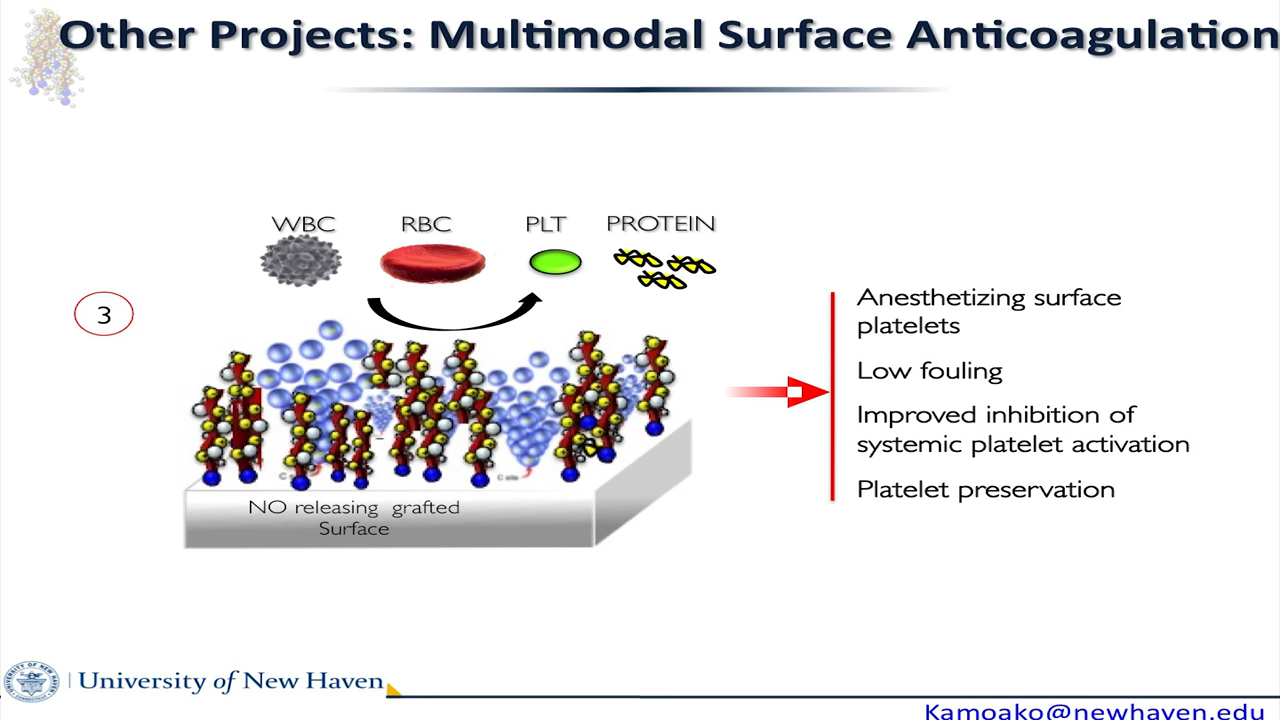 Other Projects: Multimodal Surface Anticoagulation
WBC RBC PLT PROTEIN
3
Anesthetizing surface
platelets
Low fouling
Improved inhibition of
systemic platelet activation
Platelet preservation
NO releasing grafted
Surface
University of New Haven
Kamoako@newhaven.edu